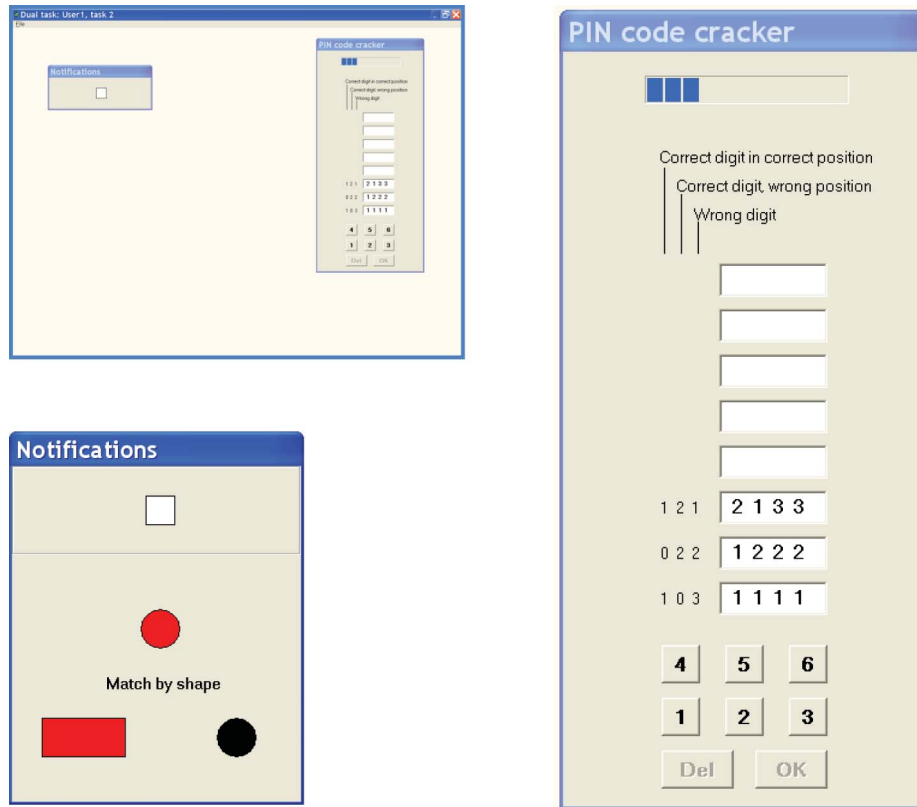 Dual task: User1, task 2
File
Notifications
PIN code cracker
Correct digit in correct position
Correct digit, wrong position
Wrong digit
1 2 1 2 1 3 3
0 2 2 1 2 2 2
1 0 3 1 1 1 1
4 5 6
1 2 3
Del OK
Notifications
Match by shape
PIN code cracker
Correct digit in correct position
Correct digit, wrong position
Wrong digit
1 2 1 2 1 3 3
0 2 2 1 2 2 2
1 0 3 1 1 1 1
4 5 6
1 2 3
Del OK